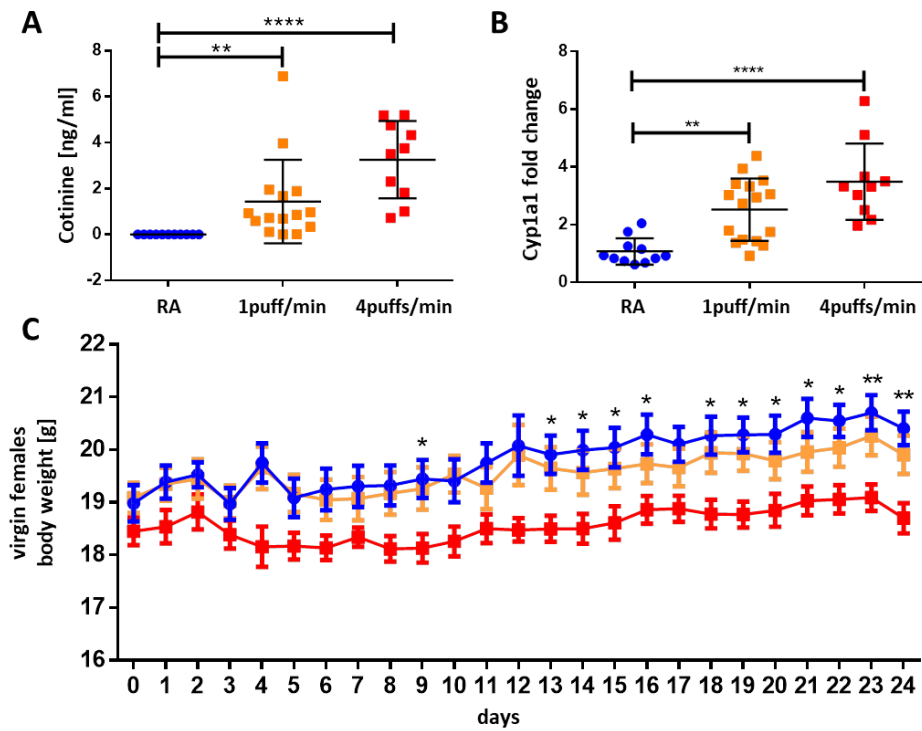 A
Cotinine [ng/ml]
8
6
4
2
0
-2
**
****
RA
1puff/min
4puffs/min
B
Cyp1a1 fold change
8
6
4
2
0
****
**
RA
1puff/min
4puffs/min
C
virgin females
body weight [g]
22
21
20
19
18
17
16
* * * * * * * * * * ** **
0 1 2 3 4 5 6 7 8 9 10 11 12 13 14 15 16 17 18 19 20 21 22 23 24
days